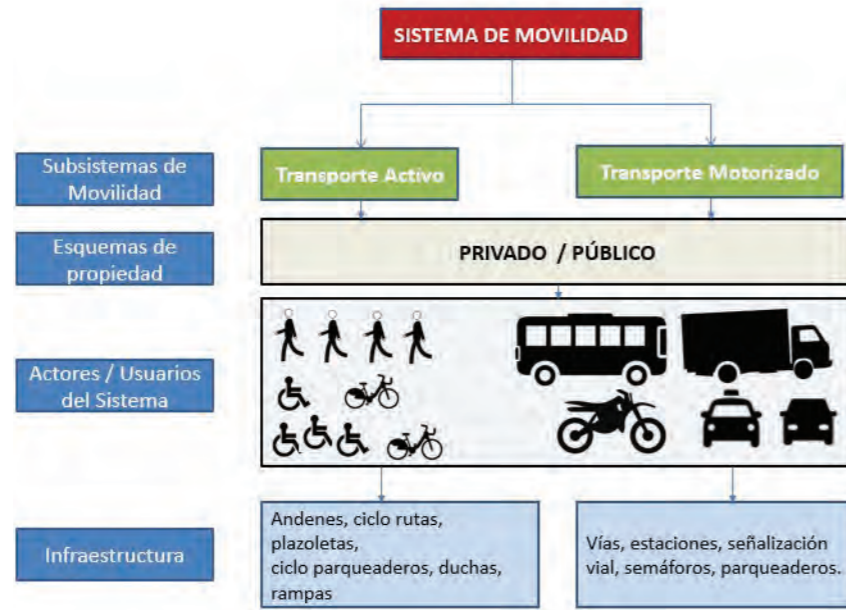 SISTEMA DE MOVILIDAD
Subsistemas de
Movilidad
Transporte Activo
Transporte Motorizado
Esquemas de
propiedad
PRIVADO / PÚBLICO
Actores / Usuarios
del Sistema
Infraestructura
Andenes, ciclo rutas,
plazoletas,
ciclo parqueaderos, duchas,
rampas
Vías, estaciones, señalización
vial, semáforos, parqueaderos.